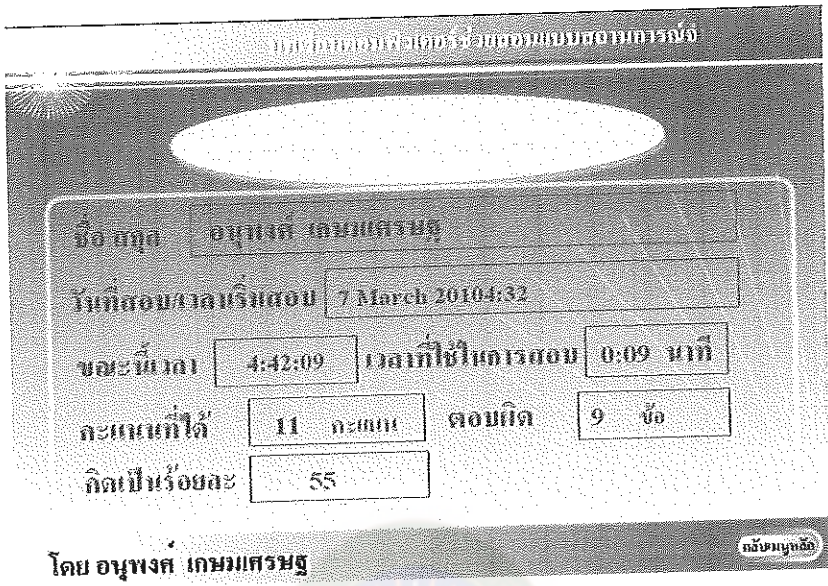 ชื่อ สกุล อนุพงศ์ เกษมเศรษฐ
วันที่สอบ/เวลาเริ่มสอบ 7 March 20104:32
ขณะนี้เวลา 4:42:09 เวลาที่ใช้ในการสอบ 0:09 นาที
คะแนนที่ได้ 11 คะแนน ตอบผิด 9 ข้อ
คิดเป็นร้อยละ 55
โดย อนุพงศ์ เกษมเศรษฐ
กลับเมนูหลัก